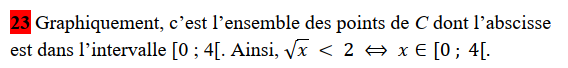 23 Graphiquement, c’est l’ensemble des points de C dont l’abscisse
est dans l’intervalle [0 ; 4[. Ainsi, √x < 2 ↔ x ∈ [0 ; 4[.